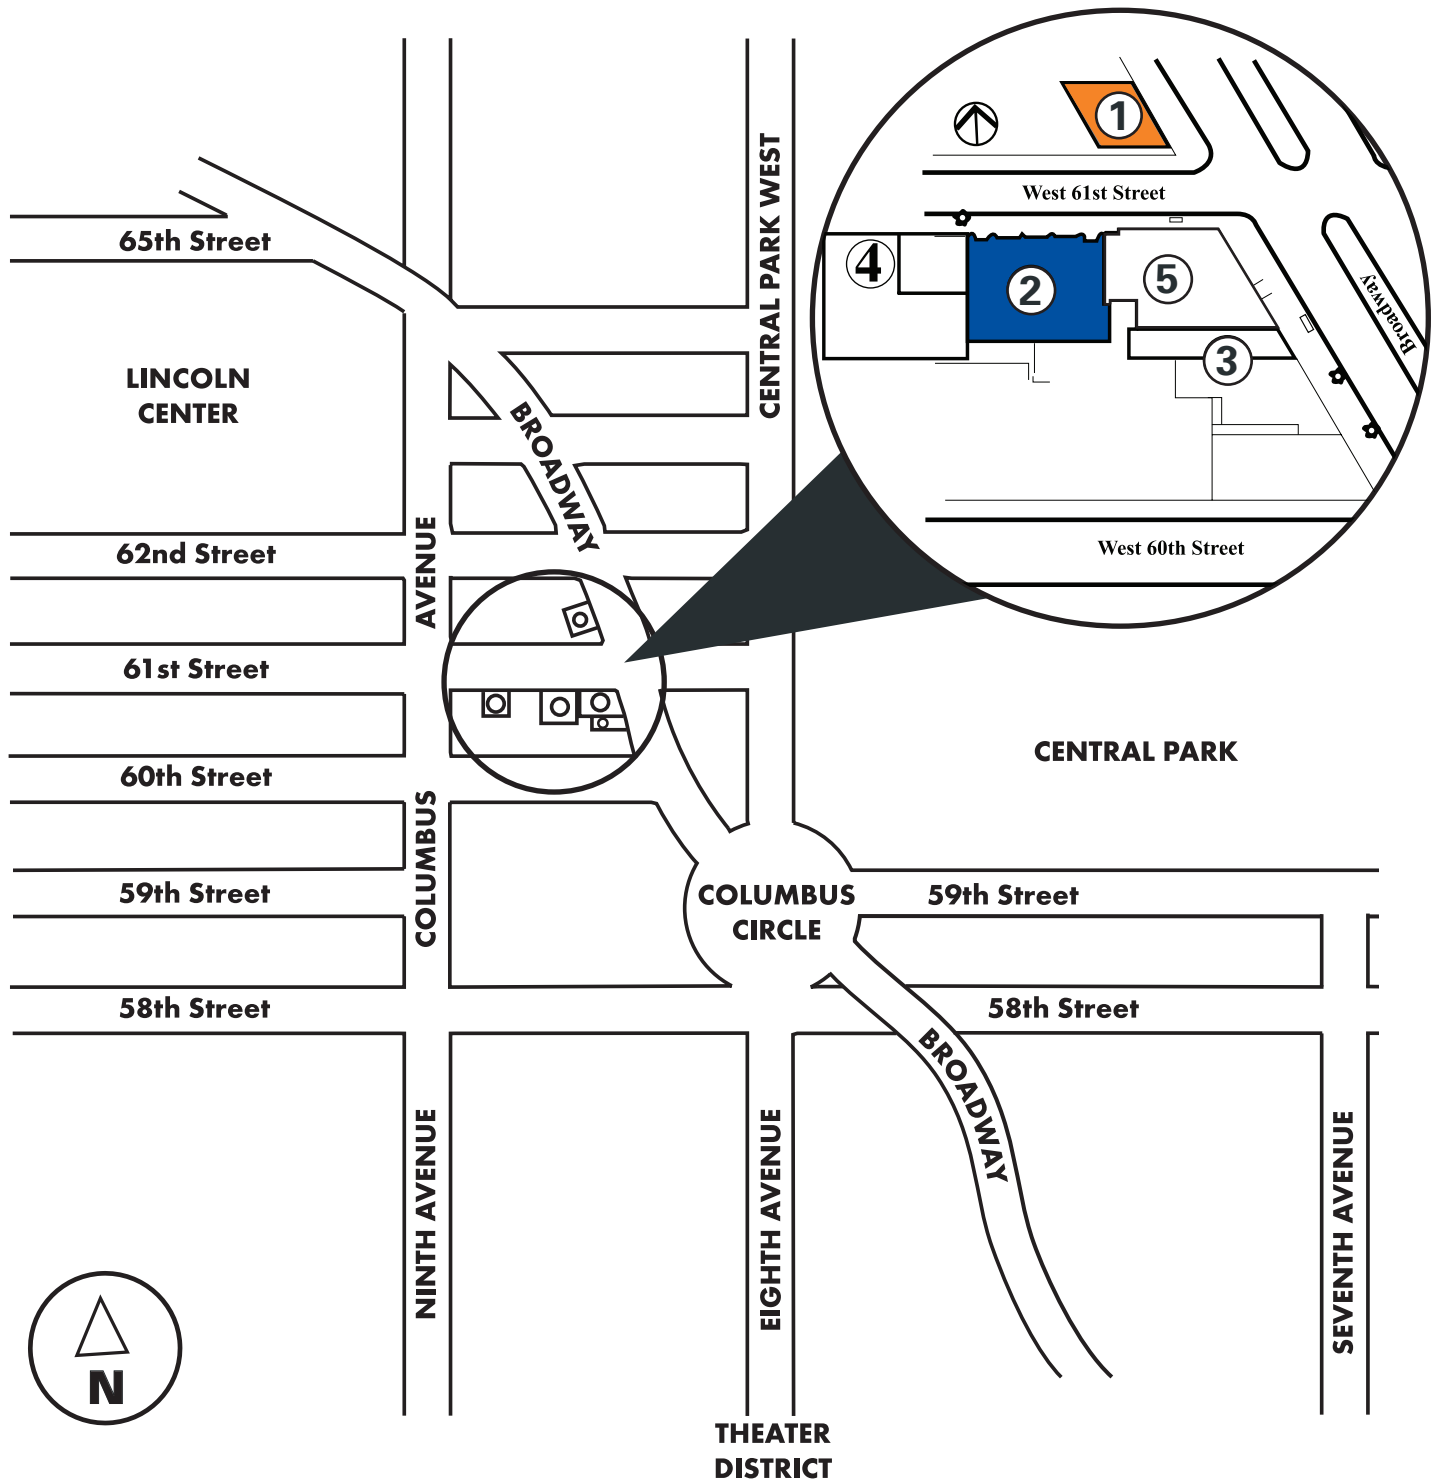 1
West 61st Street
4
2
5
3
Broadway
West 60th Street
CENTRAL PARK WEST
65th Street
LINCOLN
CENTER
BROADWAY
62nd Street
AVENUE
61st Street
CENTRAL PARK
60th Street
COLUMBUS
59th Street
COLUMBUS
CIRCLE
59th Street
58th Street
58th Street
BROADWAY
NINTH AVENUE
EIGHTH AVENUE
SEVENTH AVENUE
N
THEATER
DISTRICT